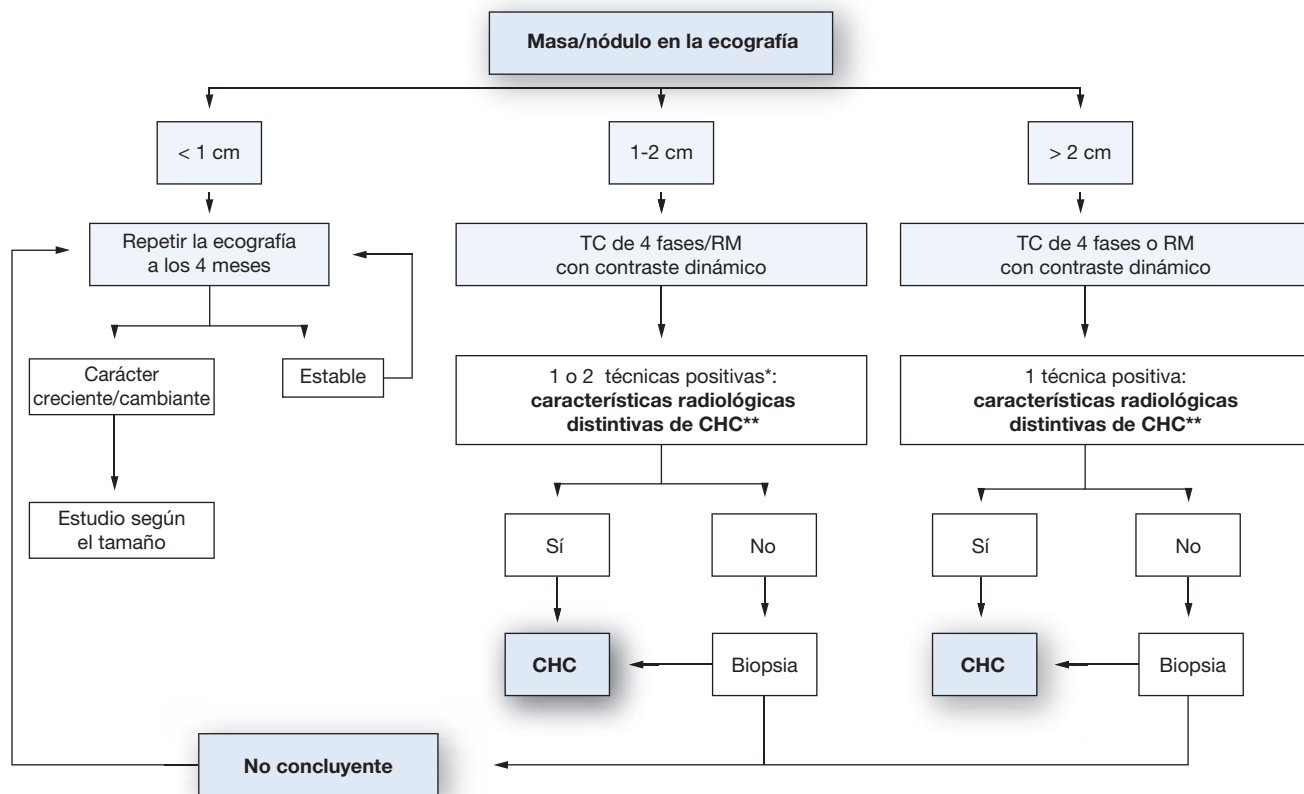 Masa/nódulo en la ecografía
< 1 cm
1-2 cm
> 2 cm
Repetir la ecografía
a los 4 meses
TC de 4 fases/RM
con contraste dinámico
TC de 4 fases o RM
con contraste dinámico
Carácter
creciente/cambiante
Estable
1 o 2 técnicas positivas*:
características radiológicas
distintivas de CHC**
1 técnica positiva:
características radiológicas
distintivas de CHC**
Estudio según
el tamaño
Sí
No
Sí
No
CHC
Biopsia
CHC
Biopsia
No concluyente